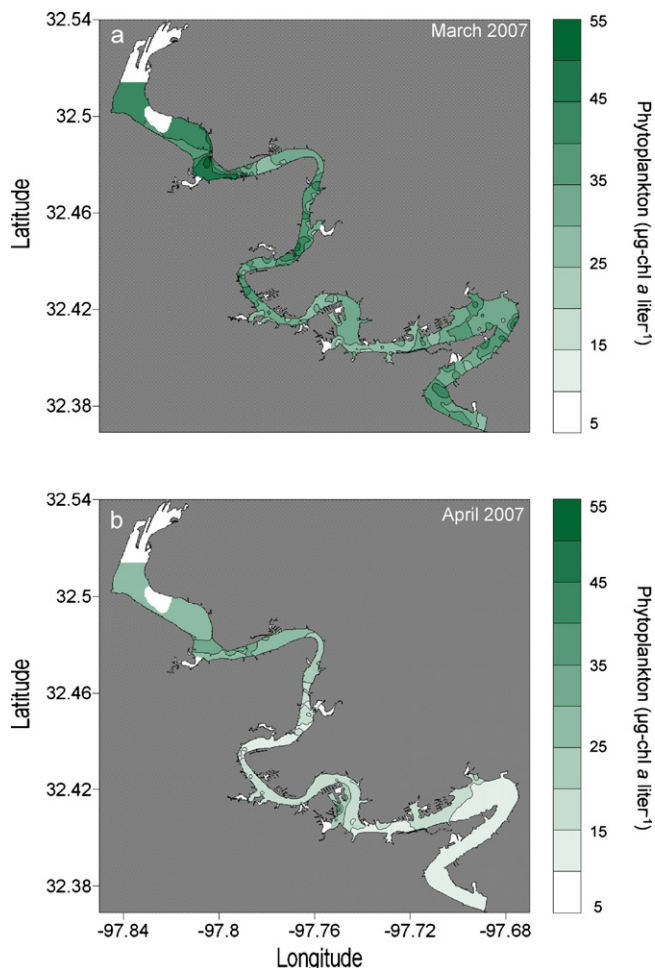 a
March 2007
Latitude
32.54
32.5
32.46
32.42
32.38
55
45
35
25
15
5
Phytoplankton (µg-chl a liter⁻¹)
b
April 2007
Latitude
32.54
32.5
32.46
32.42
32.38
-97.84 -97.8 -97.76 -97.72 -97.68
Longitude
55
45
35
25
15
5
Phytoplankton (µg-chl a liter⁻¹)